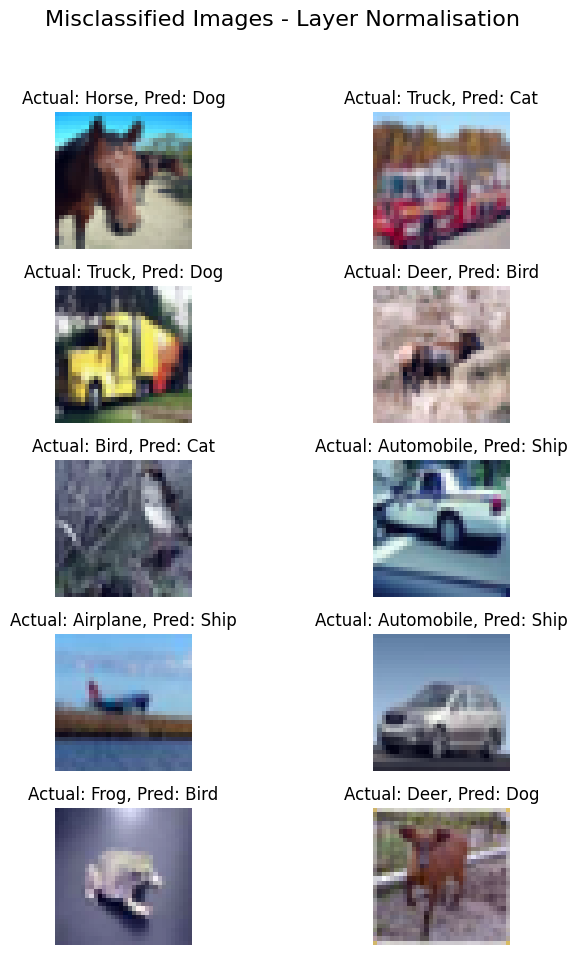 Misclassified Images - Layer Normalisation
Actual: Horse, Pred: Dog
Actual: Truck, Pred: Cat
Actual: Truck, Pred: Dog
Actual: Deer, Pred: Bird
Actual: Bird, Pred: Cat
Actual: Automobile, Pred: Ship
Actual: Airplane, Pred: Ship
Actual: Automobile, Pred: Ship
Actual: Frog, Pred: Bird
Actual: Deer, Pred: Dog